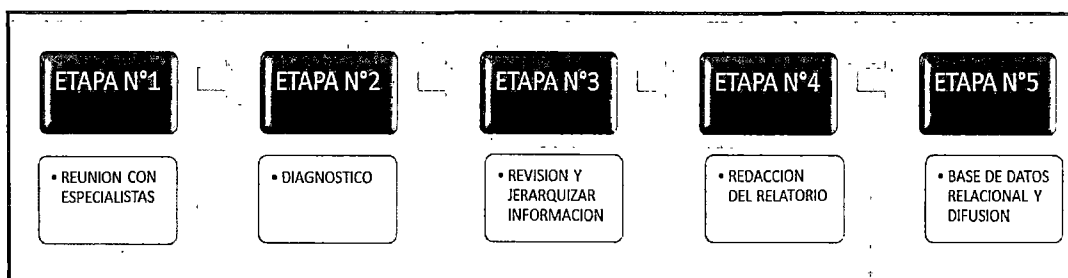 ETAPA N°1
ETAPA N°2
ETAPA N°3
ETAPA N°4
ETAPA N°5
• REUNION CON
ESPECIALISTAS
• DIAGNOSTICO
• REVISION Y
JERARQUIZAR
INFORMACION
• REDACCION
DEL RELATORIO
• BASE DE DATOS
RELACIONAL Y
DIFUSION